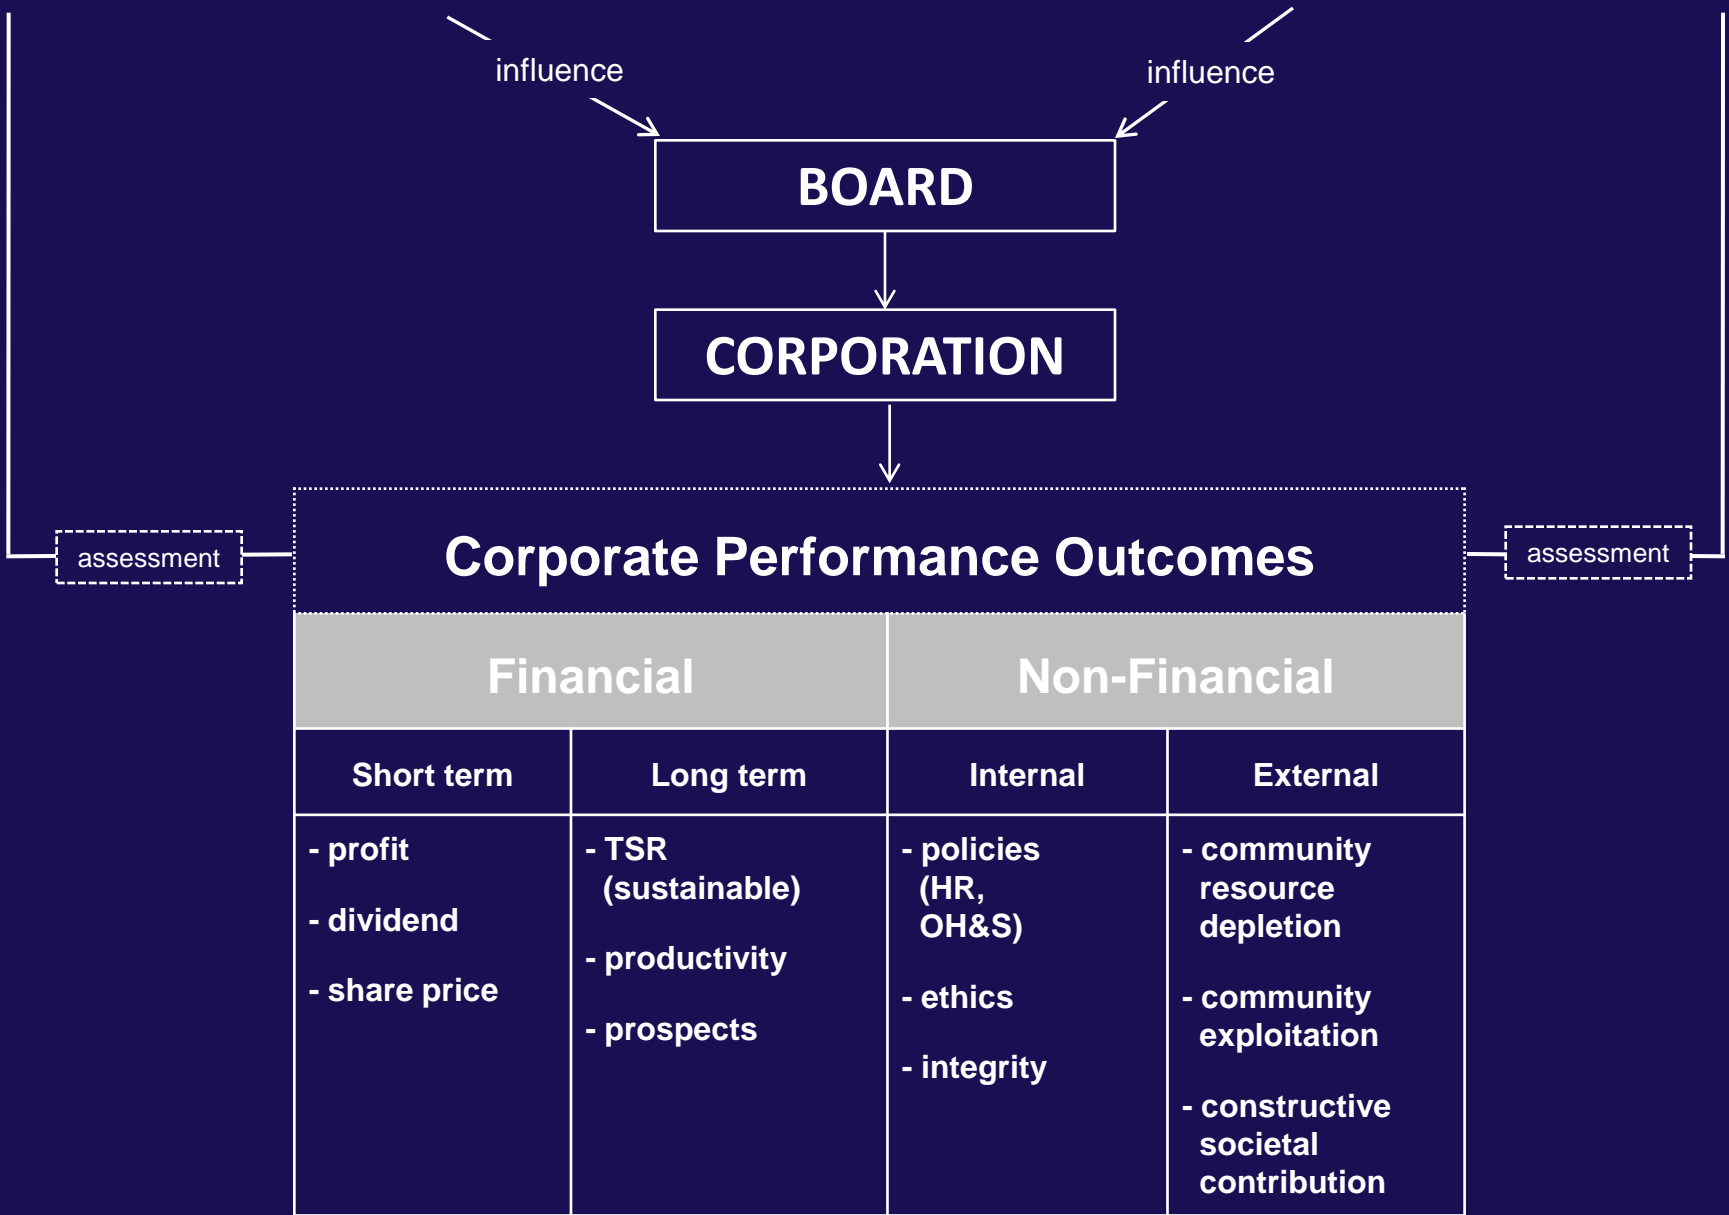 influence
influence
BOARD
CORPORATION
assessment
Corporate Performance Outcomes
assessment
Financial
Non-Financial
Short term
Long term
Internal
External
- profit
- dividend
- share price
- TSR
(sustainable)
- productivity
- prospects
- policies
(HR,
OH&S)
- ethics
- integrity
- community
resource
depletion
- community
exploitation
- constructive
societal
contribution